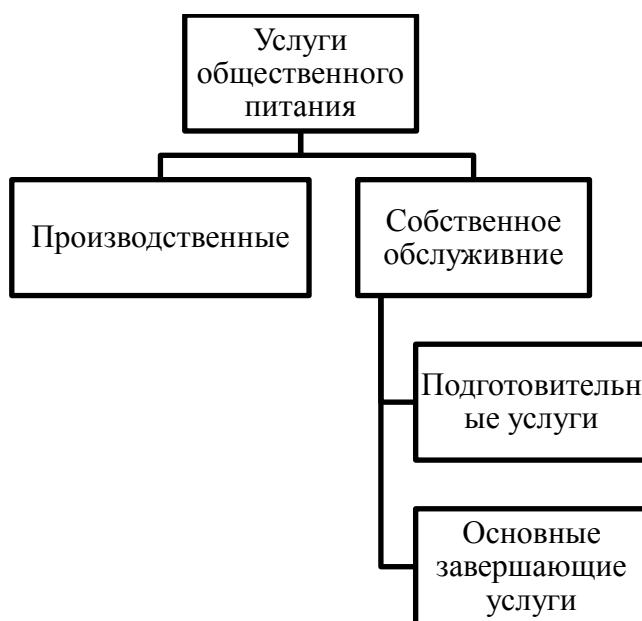 Услуги
общественного
питания
Производственные
Собственное
обслуживние
Подготовительн
ые услуги
Основные
завершающие
услуги